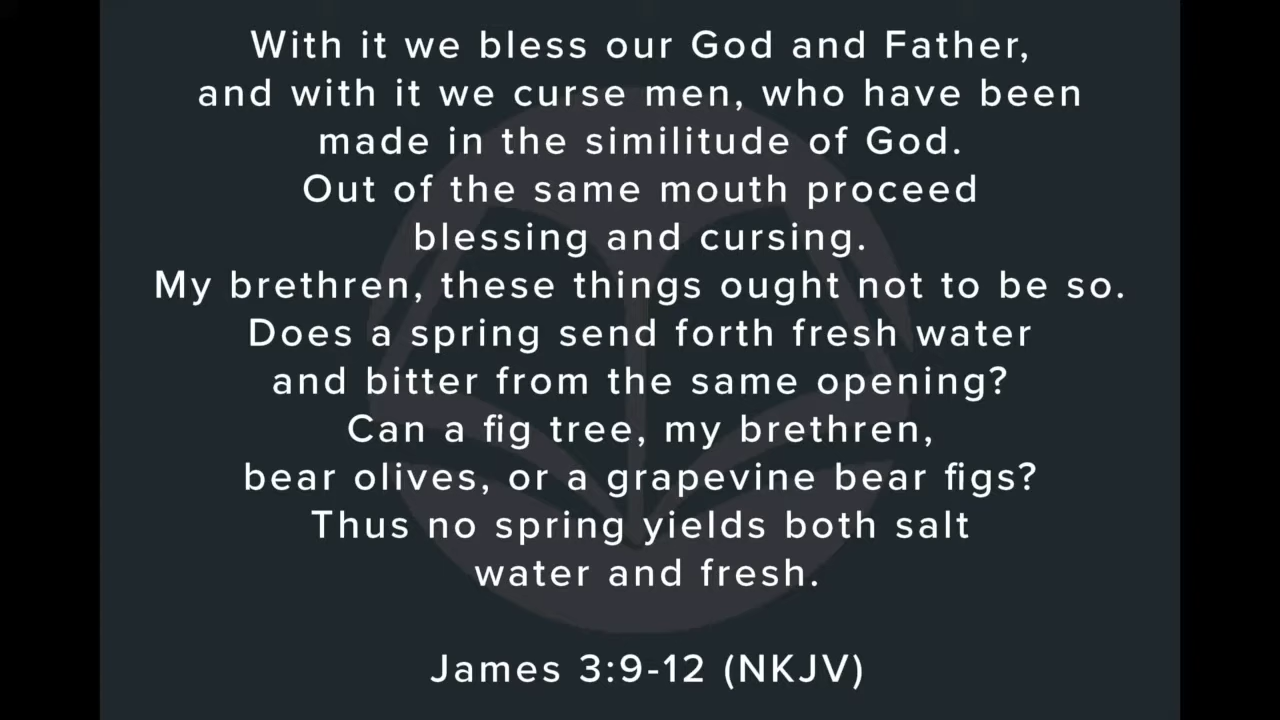 With it we bless our God and Father,
and with it we curse men, who have been
made in the similitude of God.
Out of the same mouth proceed
blessing and cursing.
My brethren, these things ought not to be so.
Does a spring send forth fresh water
and bitter from the same opening?
Can a fig tree, my brethren,
bear olives, or a grapevine bear figs?
Thus no spring yields both salt
water and fresh.
James 3:9-12 (NKJV)